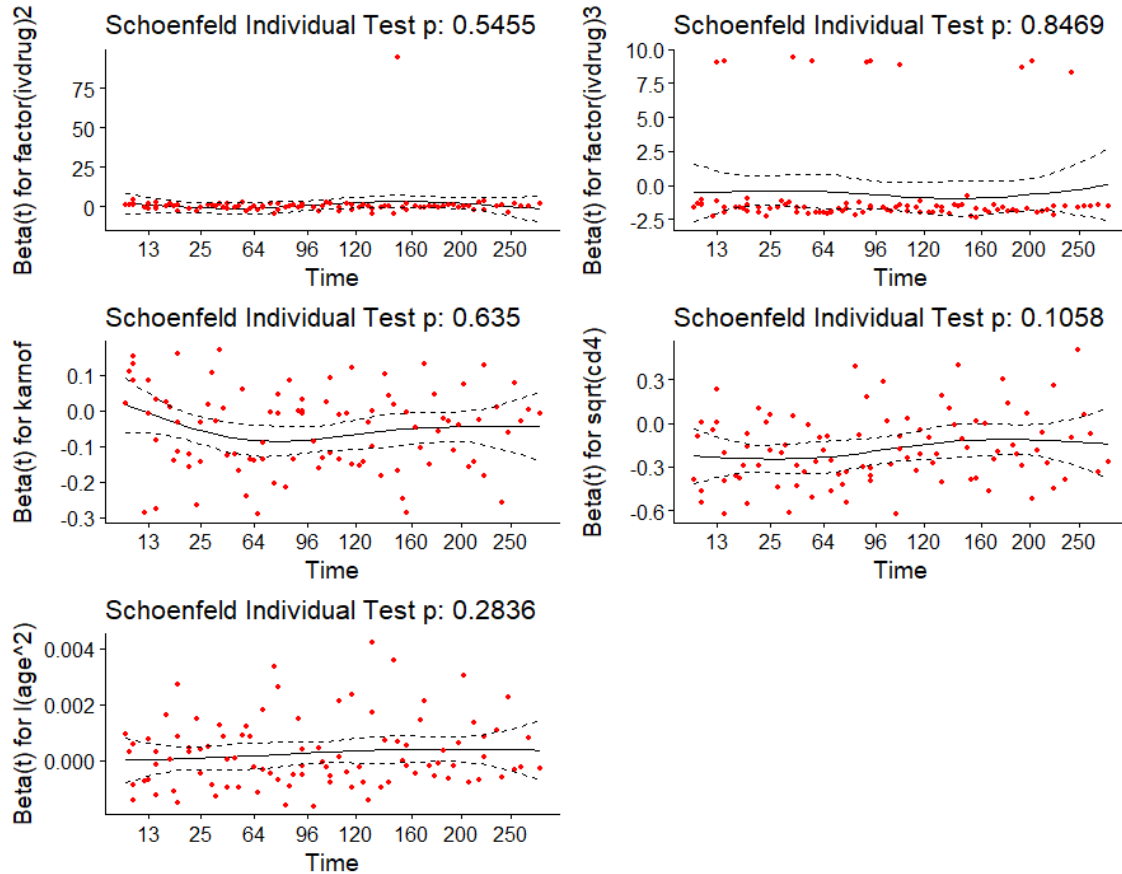 Schoenfeld Individual Test p: 0.5455
Beta(t) for factor(ivdrug)2
75
50
25
0
13 25 64 96 120 160 200 250
Time
Schoenfeld Individual Test p: 0.8469
Beta(t) for factor(ivdrug)3
10.0
7.5
5.0
2.5
0.0
-2.5
13 25 64 96 120 160 200 250
Time
Schoenfeld Individual Test p: 0.635
Beta(t) for karnof
0.1
0.0
-0.1
-0.2
-0.3
13 25 64 96 120 160 200 250
Time
Schoenfeld Individual Test p: 0.1058
Beta(t) for sqrt(cd4)
0.3
0.0
-0.3
-0.6
13 25 64 96 120 160 200 250
Time
Schoenfeld Individual Test p: 0.2836
Beta(t) for I(age^2)
0.004
0.002
0.000
13 25 64 96 120 160 200 250
Time